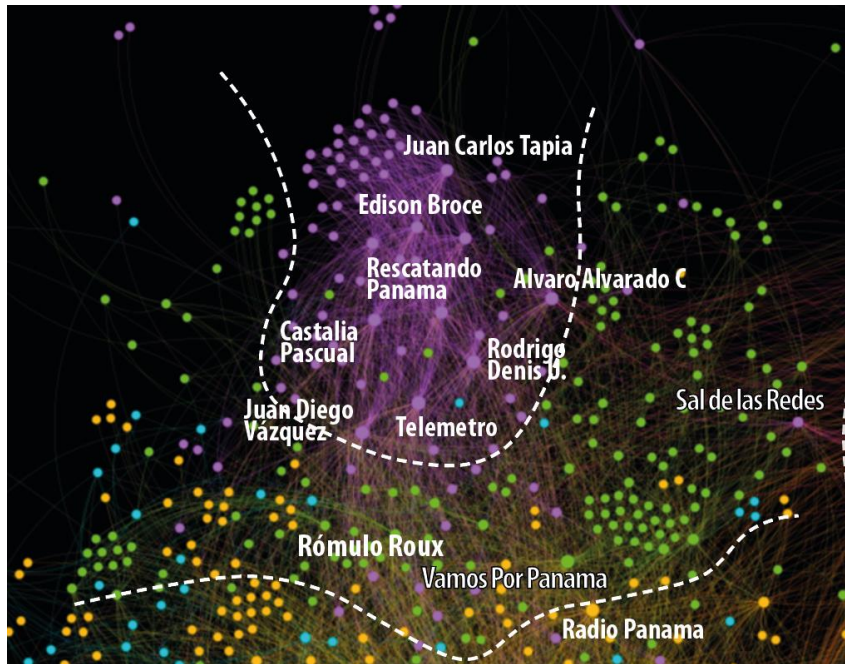 Juan Carlos Tapia
Edison Broce
Rescatando
Panama
Alvaro Alvarado C
Castalia
Pascual
Rodrigo
Denis U.
Sal de las Redes
Juan Diego
Vázquez
Telemetro
Rómulo Roux
Vamos Por Panama
Radio Panama